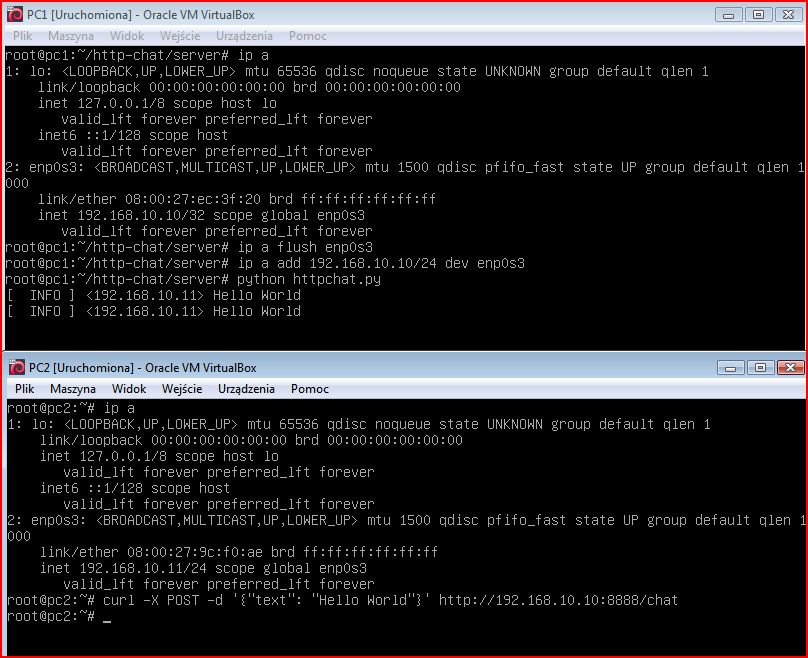 PC1 [Uruchomiona] - Oracle VM VirtualBox
Plik Maszyna Widok Wejście Urządzenia Pomoc
root@pc1:~/http-chat/server# ip a
1: lo: <LOOPBACK,UP,LOWER_UP> mtu 65536 qdisc noqueue state UNKNOWN group default qlen 1
    link/loopback 00:00:00:00:00:00 brd 00:00:00:00:00:00
    inet 127.0.0.1/8 scope host lo
       valid_lft forever preferred_lft forever
    inet6 ::1/128 scope host
       valid_lft forever preferred_lft forever
2: enp0s3: <BROADCAST,MULTICAST,UP,LOWER_UP> mtu 1500 qdisc pfifo_fast state UP group default qlen 1
000
    link/ether 08:00:27:ec:3f:20 brd ff:ff:ff:ff:ff:ff
    inet 192.168.10.10/32 scope global enp0s3
       valid_lft forever preferred_lft forever
root@pc1:~/http-chat/server# ip a flush enp0s3
root@pc1:~/http-chat/server# ip a add 192.168.10.10/24 dev enp0s3
root@pc1:~/http-chat/server# python httpchat.py
[  INFO ] <192.168.10.11> Hello World
[  INFO ] <192.168.10.11> Hello World
PC2 [Uruchomiona] - Oracle VM VirtualBox
Plik Maszyna Widok Wejście Urządzenia Pomoc
root@pc2:~# ip a
1: lo: <LOOPBACK,UP,LOWER_UP> mtu 65536 qdisc noqueue state UNKNOWN group default qlen 1
    link/loopback 00:00:00:00:00:00 brd 00:00:00:00:00:00
    inet 127.0.0.1/8 scope host lo
       valid_lft forever preferred_lft forever
    inet6 ::1/128 scope host
       valid_lft forever preferred_lft forever
2: enp0s3: <BROADCAST,MULTICAST,UP,LOWER_UP> mtu 1500 qdisc pfifo_fast state UP group default qlen 1
000
    link/ether 08:00:27:9c:f0:ae brd ff:ff:ff:ff:ff:ff
    inet 192.168.10.11/24 scope global enp0s3
       valid_lft forever preferred_lft forever
root@pc2:~# curl -X POST -d '{"text": "Hello World"}' http://192.168.10.10:8888/chat
root@pc2:~# _